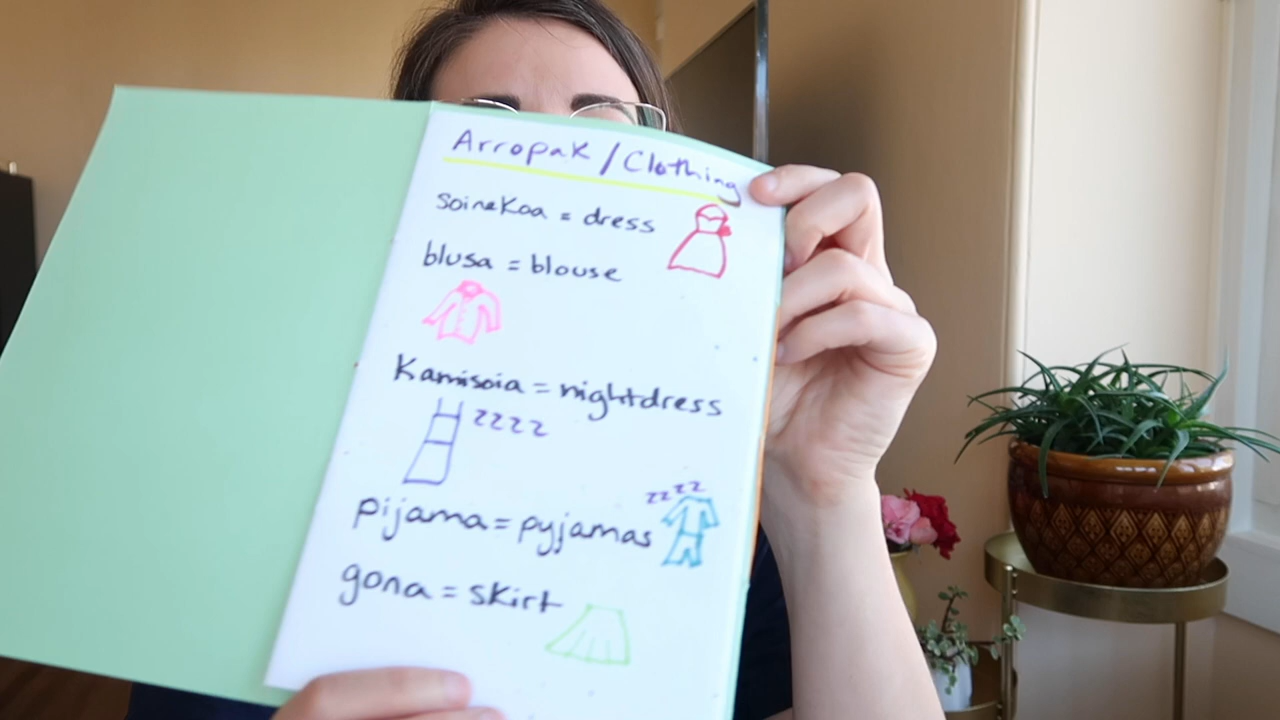 Arropak / Clothing
soinekoa = dress
blusa = blouse
Kamisoia = nightdress
zzzz
zzzz
pijama = pyjamas
gona = skirt